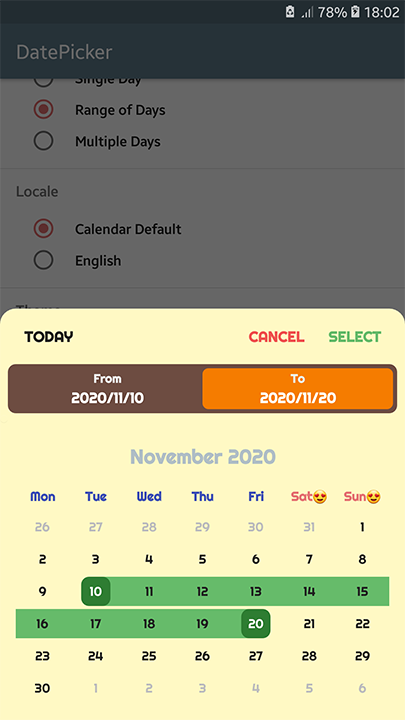 78% 18:02
DatePicker
Single Day
Range of Days
Multiple Days
Locale
Calendar Default
English
Theme
TODAY CANCEL SELECT
From To
2020/11/10 2020/11/20
November 2020
Mon Tue Wed Thu Fri Sat😍 Sun😍
26 27 28 29 30 31 1
2 3 4 5 6 7 8
9 10 11 12 13 14 15
16 17 18 19 20 21 22
23 24 25 26 27 28 29
30 1 2 3 4 5 6